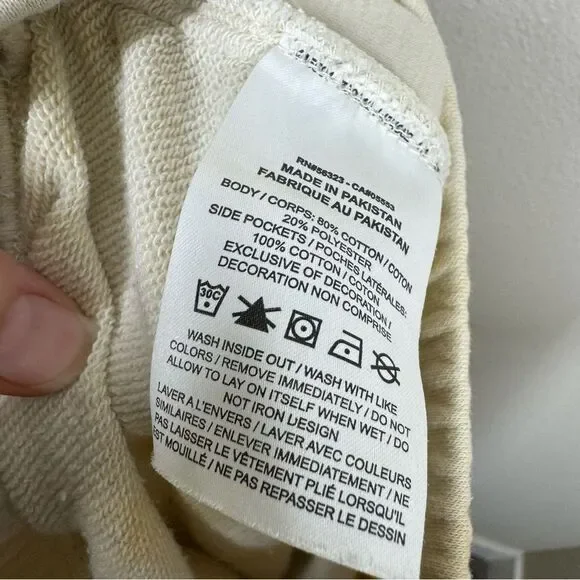 RN#56323 - CA#05553
MADE IN PAKISTAN
FABRIQUE AU PAKISTAN
BODY / CORPS: 80% COTTON / COTON
20% POLYESTER
SIDE POCKETS / POCHES LATÉRALES:
100% COTTON / COTON
EXCLUSIVE OF DECORATION /
DECORATION NON COMPRISE
30C
WASH INSIDE OUT / WASH WITH LIKE
COLORS / REMOVE IMMEDIATELY / DO NOT
ALLOW TO LAY ON ITSELF WHEN WET / DO
NOT IRON DESIGN
LAVER A L'ENVERS / LAVER AVEC COULEURS
SIMILAIRES / ENLEVER IMMEDIATEMENT / NE
PAS LAISSER LE VÊTEMENT PLIÉ LORSQU'IL
EST MOUILLÉ / NE PAS REPASSER LE DESSIN